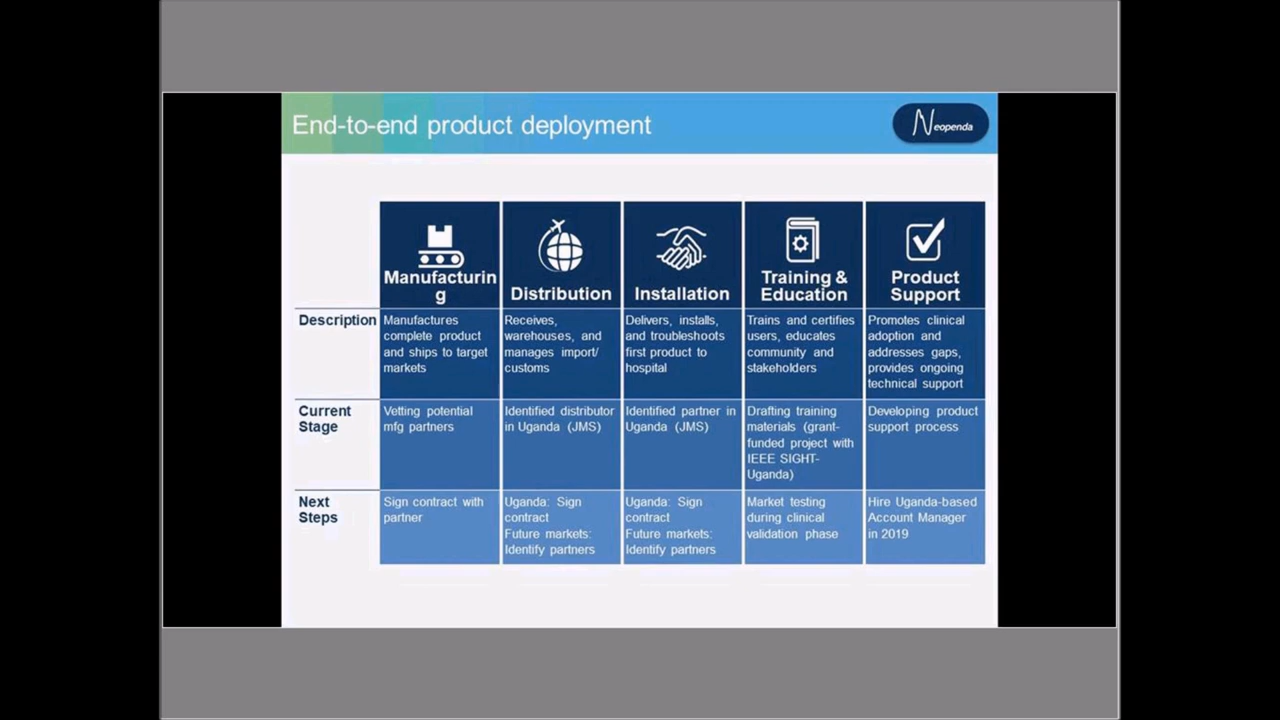 End-to-end product deployment
Neopenda
Manufacturin
g
Distribution
Installation
Training &
Education
Product
Support
Description
Manufactures
complete product
and ships to target
markets
Receives,
warehouses, and
manages import/
customs
Delivers, installs,
and troubleshoots
first product to
hospital
Trains and certifies
users, educates
community and
stakeholders
Promotes clinical
adoption and
addresses gaps,
provides ongoing
technical support
Current
Stage
Vetting potential
mfg partners
Identified distributor
in Uganda (JMS)
Identified partner in
Uganda (JMS)
Drafting training
materials (grant-
funded project with
IEEE SIGHT-
Uganda)
Developing product
support process
Next
Steps
Sign contract with
partner
Uganda: Sign
contract
Future markets:
Identify partners
Uganda: Sign
contract
Future markets:
Identify partners
Market testing
during clinical
validation phase
Hire Uganda-based
Account Manager
in 2019